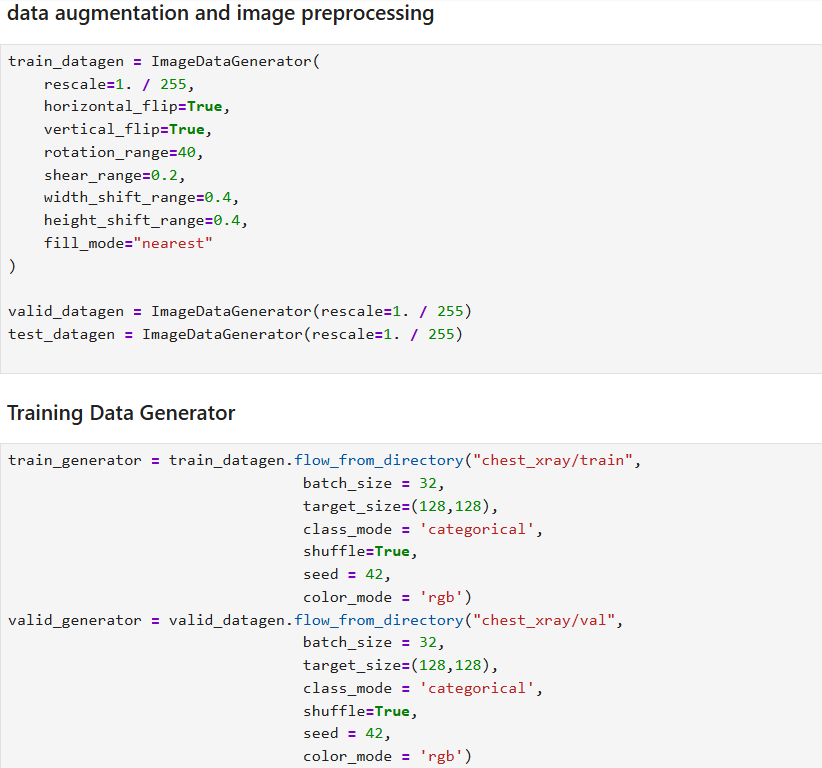 data augmentation and image preprocessing
train_datagen = ImageDataGenerator(
    rescale=1. / 255,
    horizontal_flip=True,
    vertical_flip=True,
    rotation_range=40,
    shear_range=0.2,
    width_shift_range=0.4,
    height_shift_range=0.4,
    fill_mode="nearest"
)
valid_datagen = ImageDataGenerator(rescale=1. / 255)
test_datagen = ImageDataGenerator(rescale=1. / 255)
Training Data Generator
train_generator = train_datagen.flow_from_directory("chest_xray/train",
                                 batch_size = 32,
                                 target_size=(128,128),
                                 class_mode = 'categorical',
                                 shuffle=True,
                                 seed = 42,
                                 color_mode = 'rgb')
valid_generator = valid_datagen.flow_from_directory("chest_xray/val",
                                 batch_size = 32,
                                 target_size=(128,128),
                                 class_mode = 'categorical',
                                 shuffle=True,
                                 seed = 42,
                                 color_mode = 'rgb')